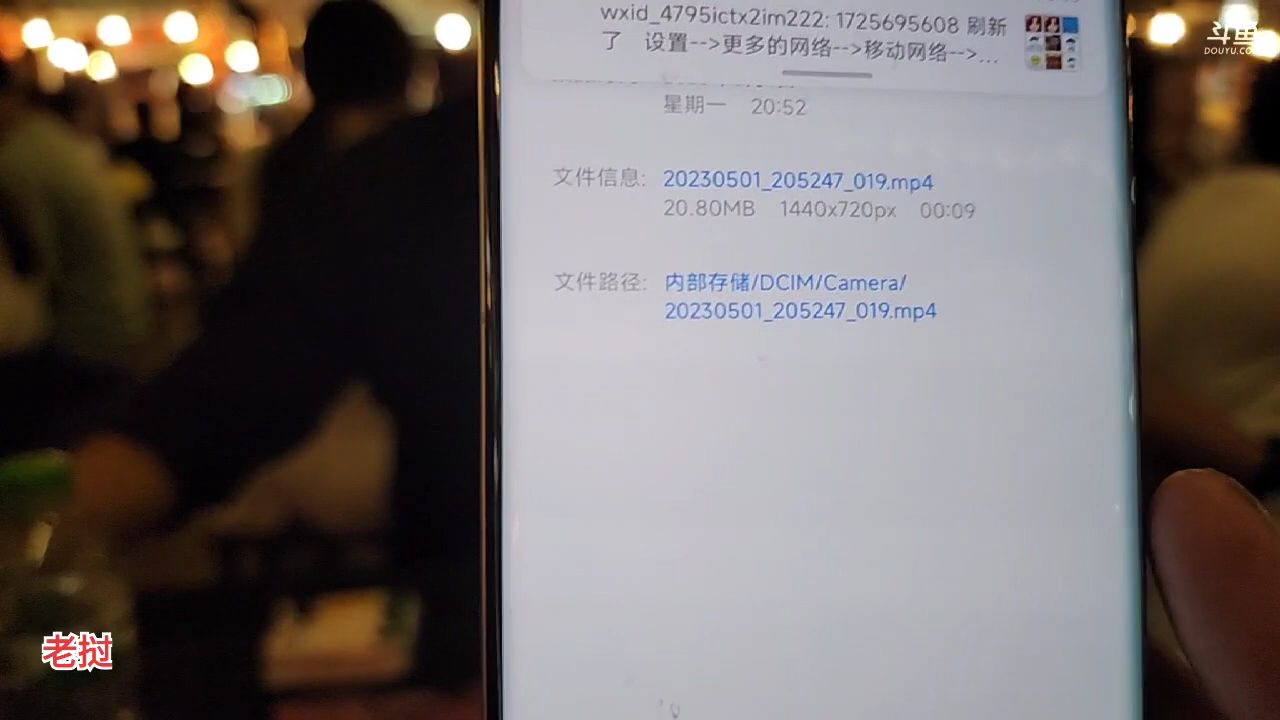 wxid_4795ictx2im222: 1725695608 刷新
了 设置-->更多的网络-->移动网络-->...
斗鱼
DOUYU.CO
星期一 20:52
文件信息: 20230501_205247_019.mp4
20.80MB 1440x720px 00:09
文件路径: 内部存储/DCIM/Camera/
20230501_205247_019.mp4
老挝